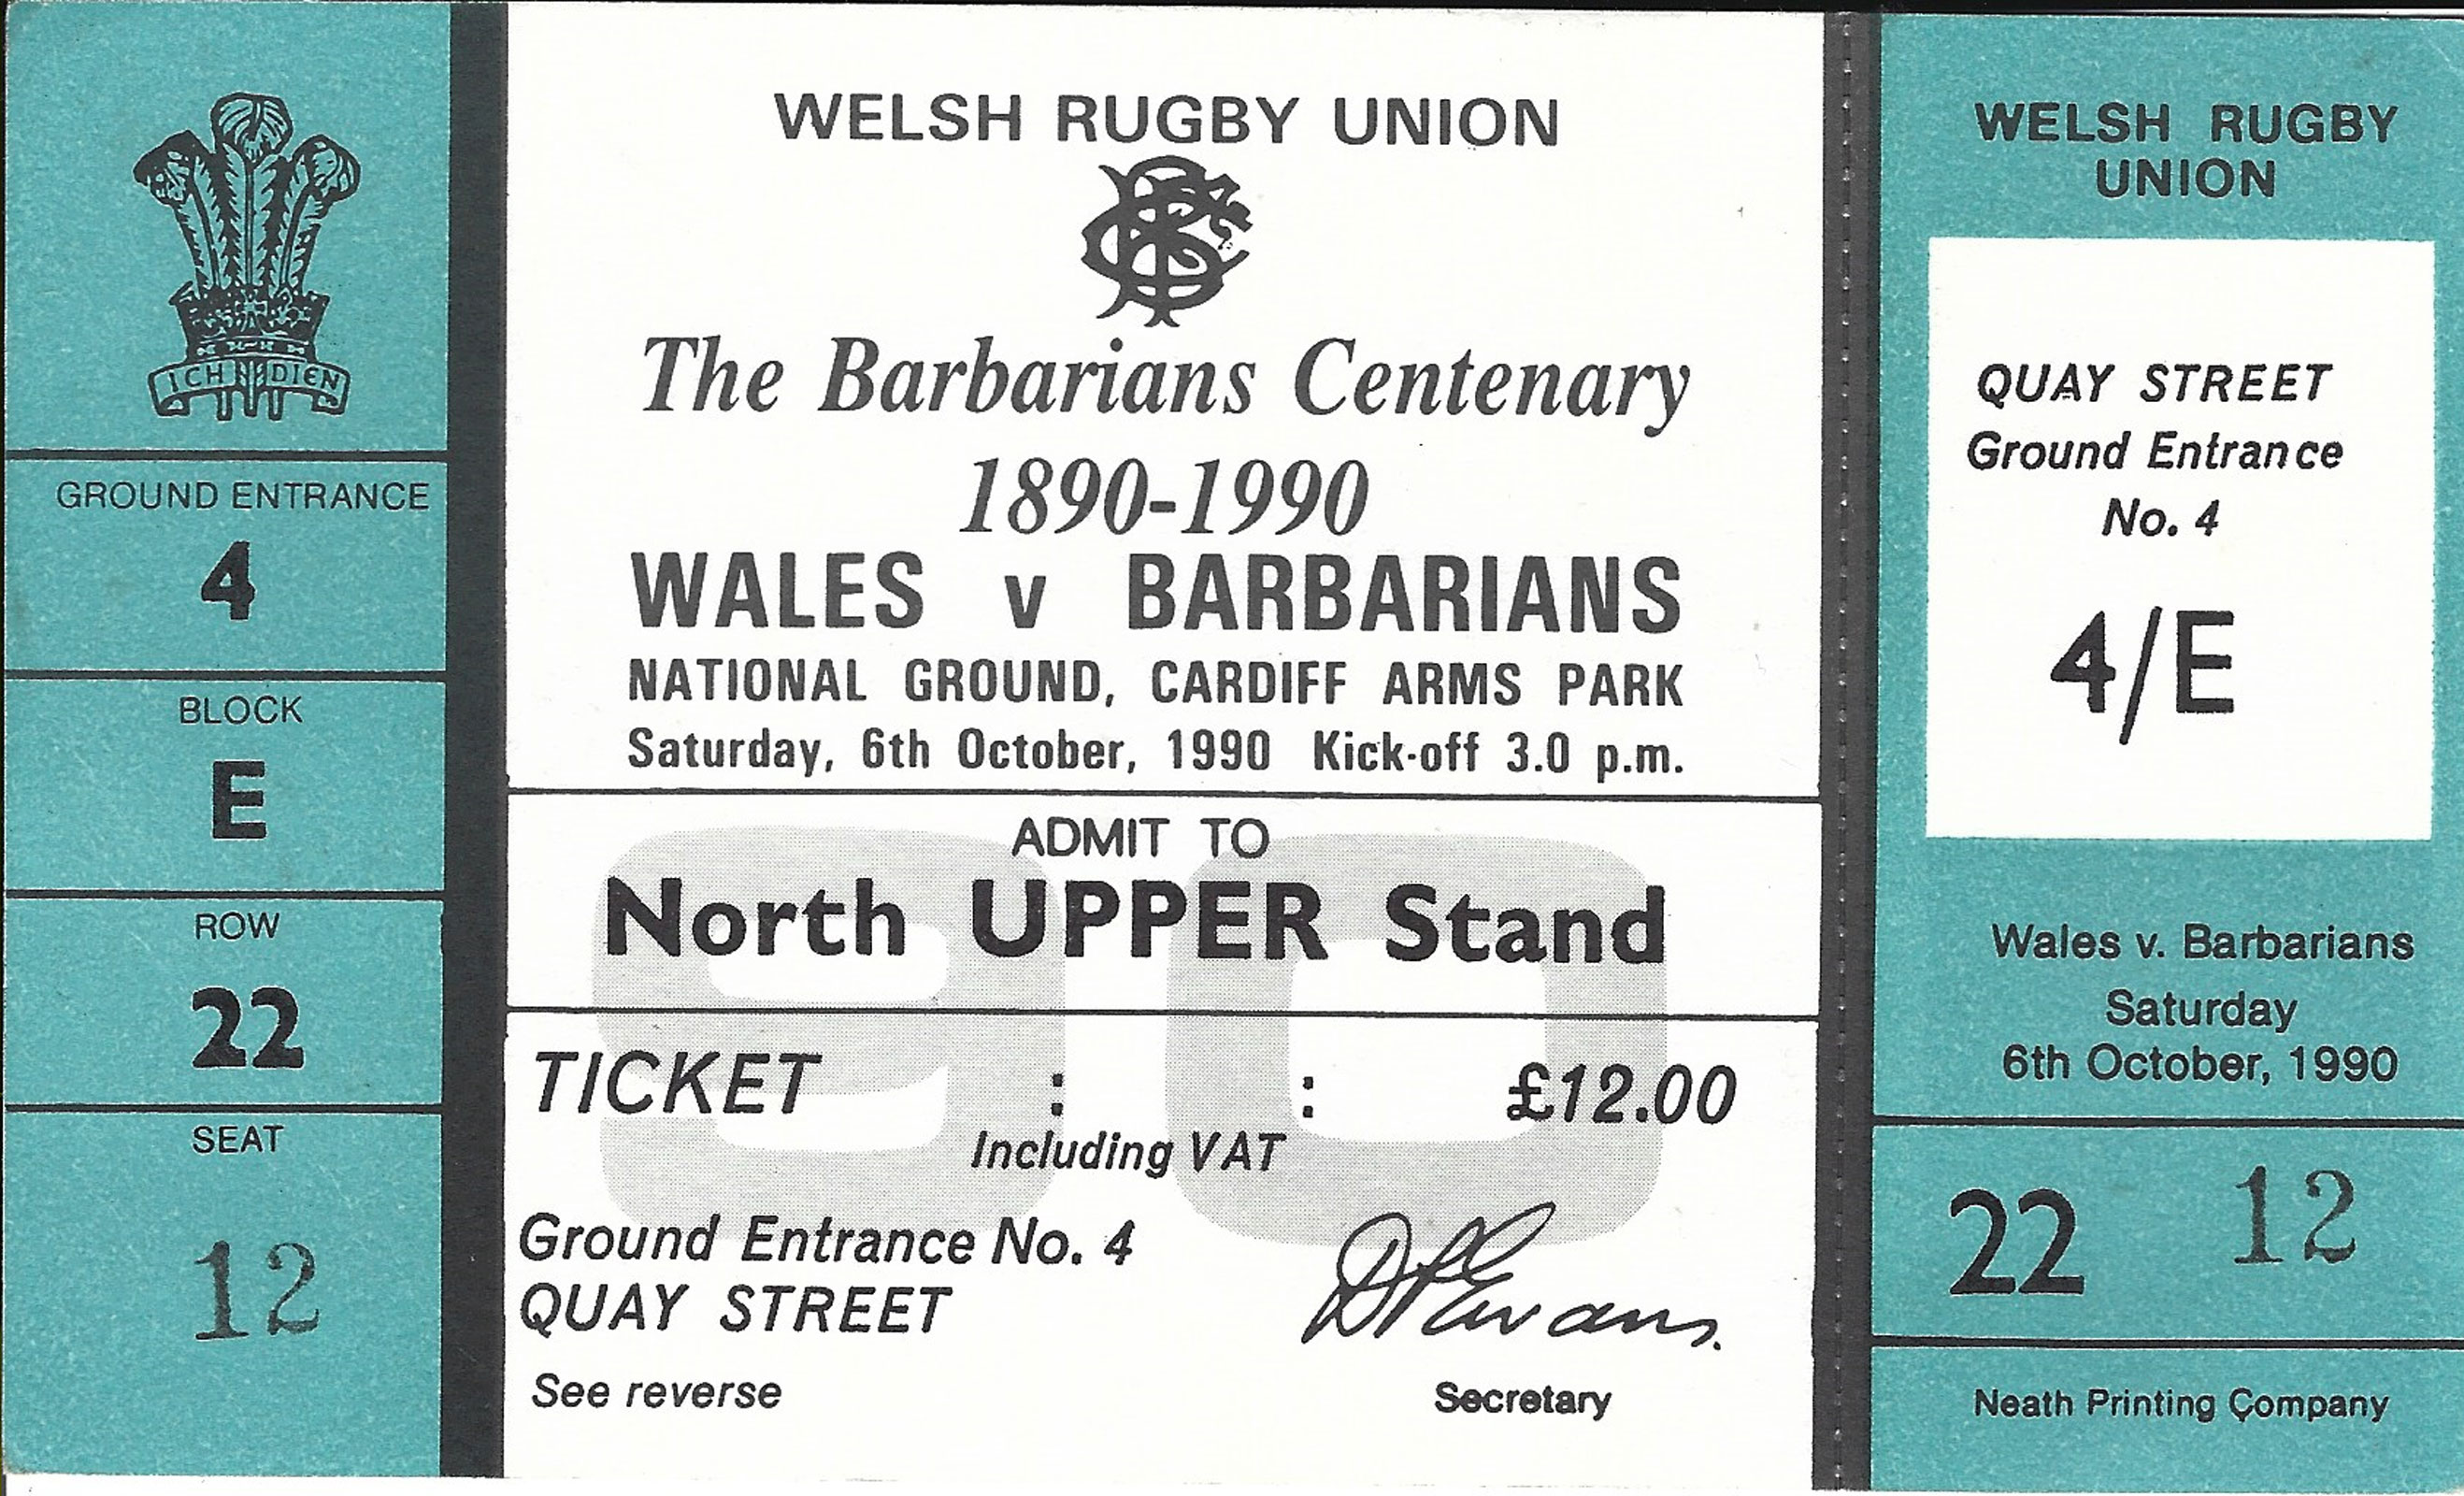 ICH DIEN
GROUND ENTRANCE
4
BLOCK
E
ROW
22
SEAT
12
WELSH RUGBY UNION
The Barbarians Centenary
1890-1990
WALES v BARBARIANS
NATIONAL GROUND, CARDIFF ARMS PARK
Saturday, 6th October, 1990 Kick-off 3.0 p.m.
ADMIT TO
North UPPER Stand
90
TICKET : : £12.00
Including VAT
Ground Entrance No. 4
QUAY STREET
See reverse
Secretary
WELSH RUGBY
UNION
QUAY STREET
Ground Entrance
No. 4
4/E
Wales v. Barbarians
Saturday
6th October, 1990
22 12
Neath Printing Company